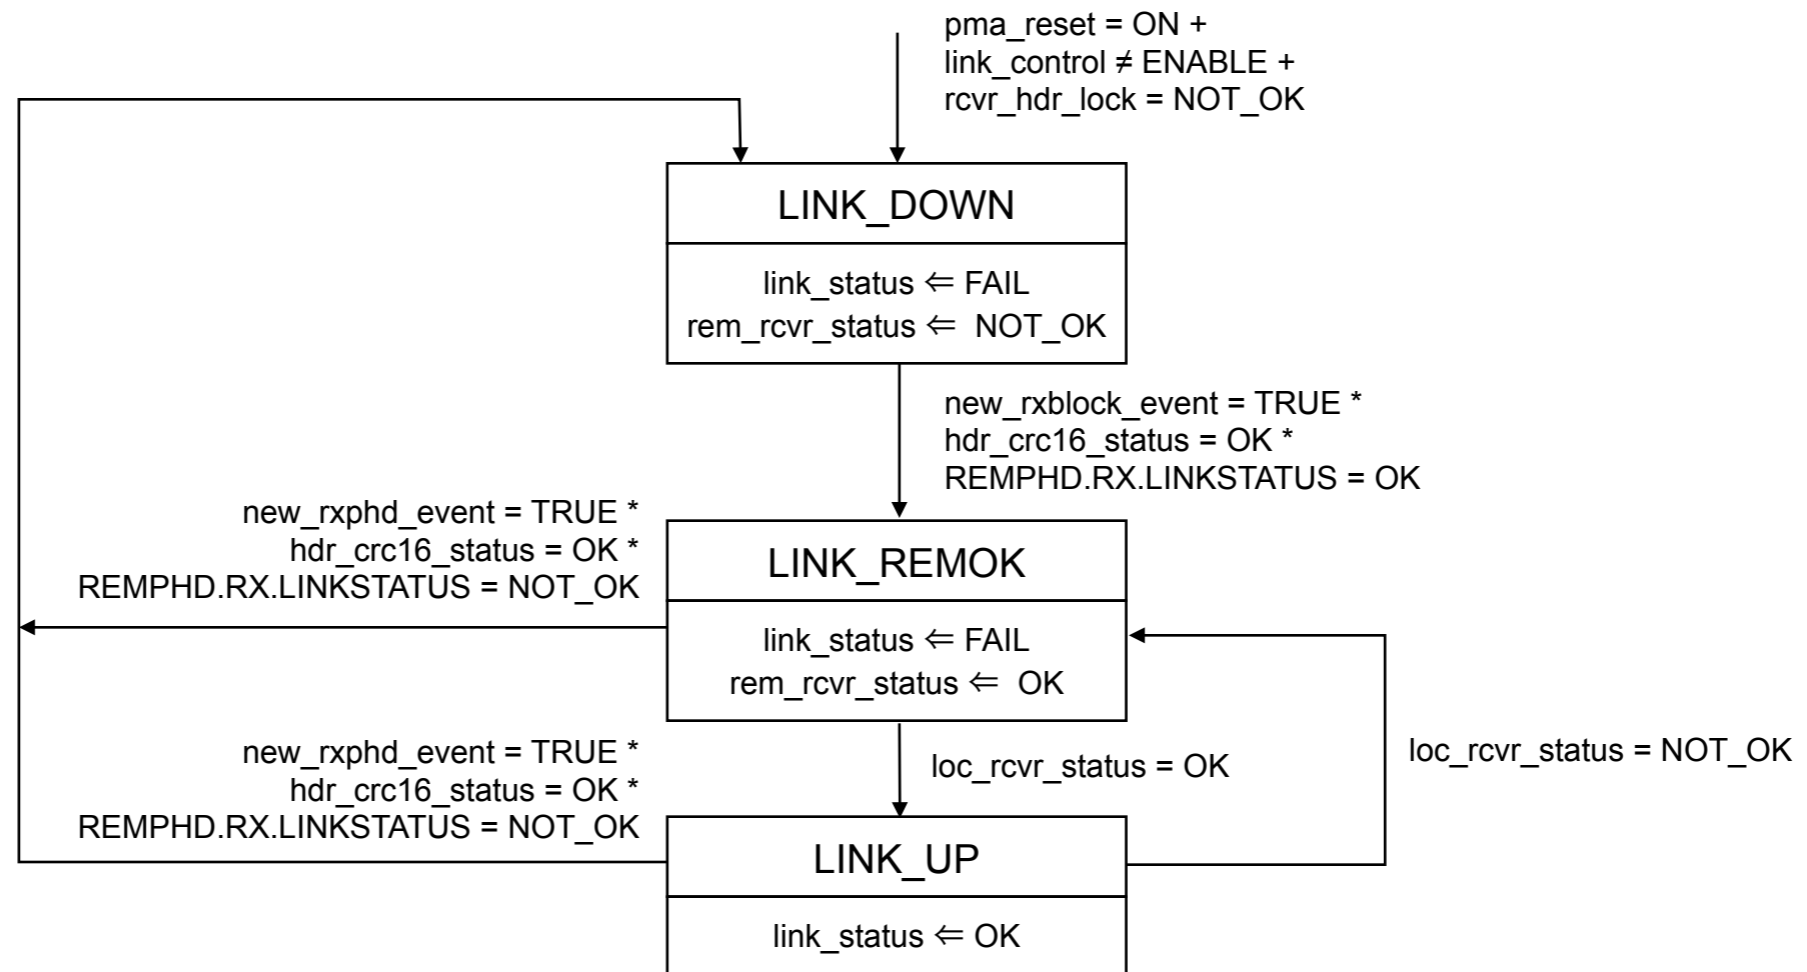 pma_reset = ON +
link_control ≠ ENABLE +
rcvr_hdr_lock = NOT_OK
LINK_DOWN
link_status ⇐ FAIL
rem_rcvr_status ⇐ NOT_OK
new_rxblock_event = TRUE *
hdr_crc16_status = OK *
REMPHD.RX.LINKSTATUS = OK
new_rxphd_event = TRUE *
hdr_crc16_status = OK *
REMPHD.RX.LINKSTATUS = NOT_OK
LINK_REMOK
link_status ⇐ FAIL
rem_rcvr_status ⇐ OK
new_rxphd_event = TRUE *
hdr_crc16_status = OK *
REMPHD.RX.LINKSTATUS = NOT_OK
loc_rcvr_status = OK
loc_rcvr_status = NOT_OK
LINK_UP
link_status ⇐ OK